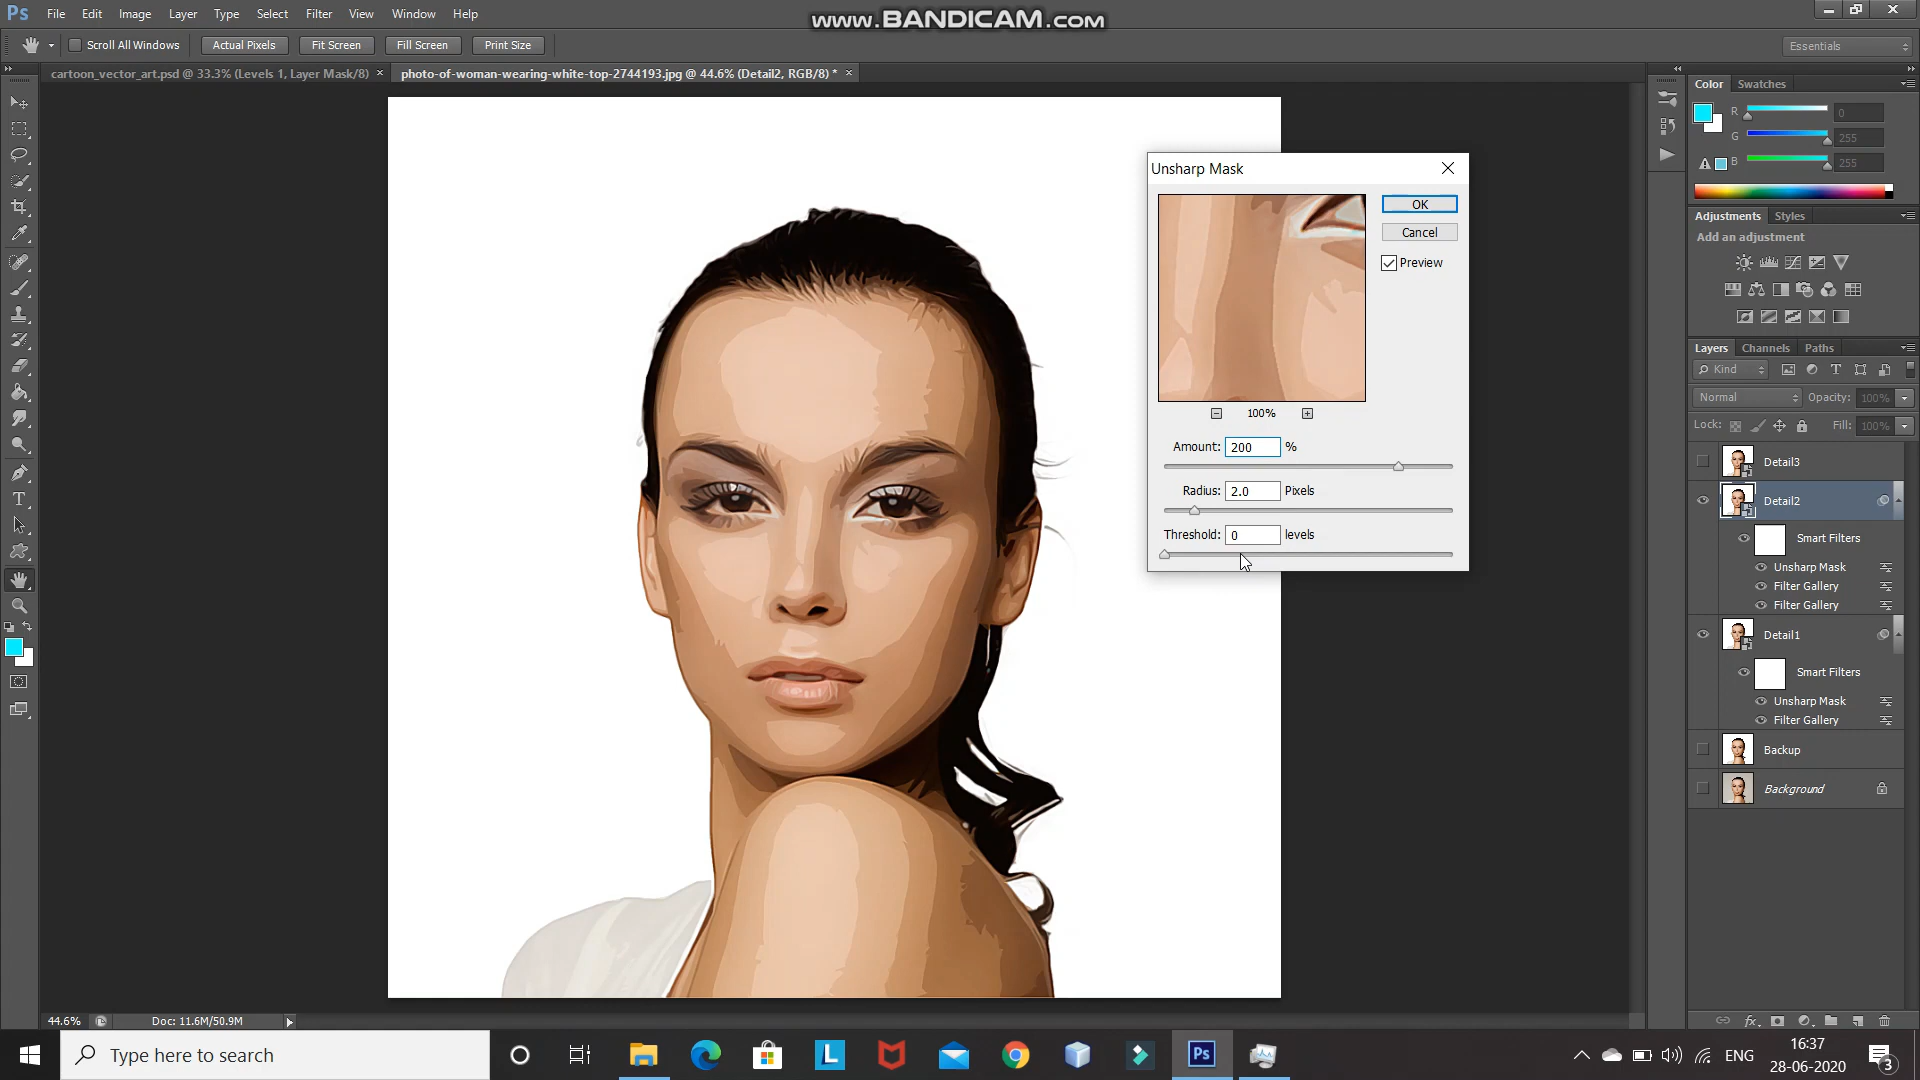 www.BANDICAM.COM
Ps File Edit Image Layer Type Select Filter View Window Help
Scroll All Windows Actual Pixels Fit Screen Fill Screen Print Size Essentials
cartoon_vector_art.psd @ 33.3% (Levels 1, Layer Mask/8) × photo-of-woman-wearing-white-top-2744193.jpg @ 44.6% (Detail2, RGB/8) * ×
Color Swatches
R 0
G 255
B 255
Adjustments Styles
Add an adjustment
Layers Channels Paths
Kind
Normal Opacity: 100%
Lock: Fill: 100%
Detail3
Detail2
Smart Filters
Unsharp Mask
Filter Gallery
Filter Gallery
Detail1
Smart Filters
Unsharp Mask
Filter Gallery
Backup
Background
Unsharp Mask
OK
Cancel
Preview
100%
Amount: 200 %
Radius: 2.0 Pixels
Threshold: 0 levels
44.6% Doc: 11.6M/50.9M
Type here to search
L
Ps
ENG
16:37
28-06-2020
3